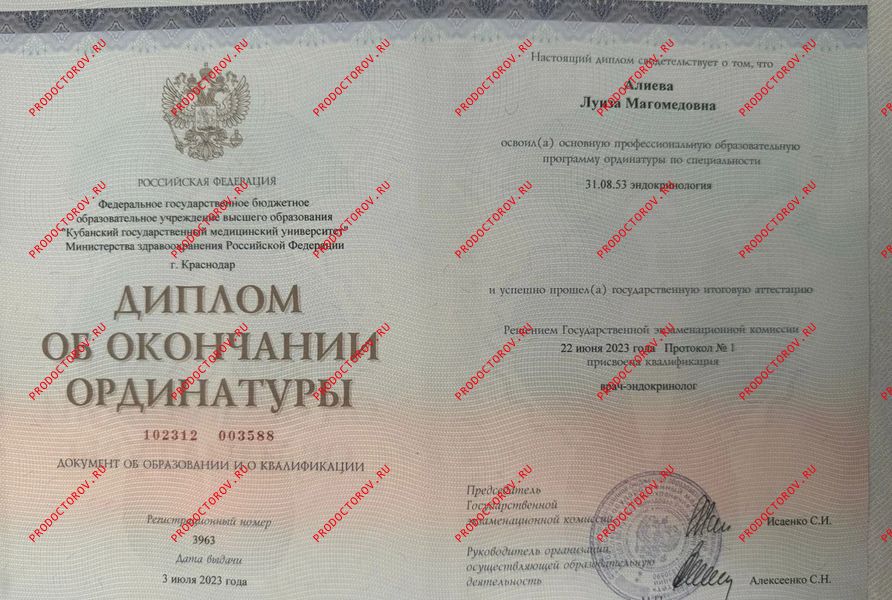 РОССИЙСКАЯ ФЕДЕРАЦИЯ
Федеральное государственное бюджетное
образовательное учреждение высшего образования
"Кубанский государственный медицинский университет"
Министерства здравоохранения Российской Федерации
г. Краснодар
ДИПЛОМ
ОБ ОКОНЧАНИИ
ОРДИНАТУРЫ
102312 003588
ДОКУМЕНТ ОБ ОБРАЗОВАНИИ И О КВАЛИФИКАЦИИ
Регистрационный номер
3963
Дата выдачи
3 июля 2023 года
Настоящий диплом свидетельствует о том, что
Алиева
Луиза Магомедовна
освоил(а) основную профессиональную образовательную
программу ординатуры по специальности
31.08.53 эндокринология
и успешно прошел(а) государственную итоговую аттестацию
Решением Государственной экзаменационной комиссии
22 июня 2023 года Протокол № 1
присвоена квалификация
врач-эндокринолог
Председатель
Государственной
экзаменационной комиссии
Исаенко С.И.
Руководитель организации,
осуществляющей образовательную
деятельность
Алексеенко С.Н.
PRODOCTOROV.RU